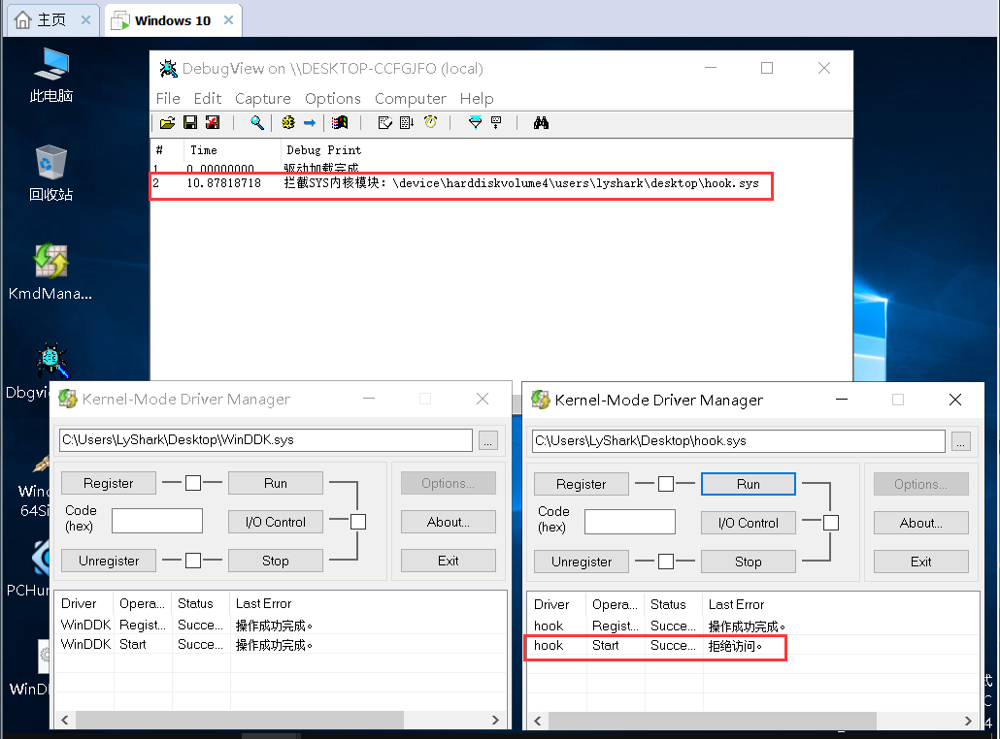 主页
Windows 10
此电脑
回收站
KmdMana...
DebugView on \\DESKTOP-CCFGJFO (local)
File Edit Capture Options Computer Help
# Time Debug Print
1 0.00000000 驱动加载完成
2 10.87818718 拦截SYS内核模块：\device\harddiskvolume4\users\lyshark\desktop\hook.sys
Dbgvi
Wind
64Si
PCHun
WinD
Kernel-Mode Driver Manager
C:\Users\LyShark\Desktop\WinDDK.sys
...
Register Run Options...
Code
(hex)
I/O Control About...
Unregister Stop Exit
Driver Opera... Status Last Error
WinDDK Regist... Succe... 操作成功完成。
WinDDK Start Succe... 操作成功完成。
Kernel-Mode Driver Manager
C:\Users\LyShark\Desktop\hook.sys
...
Register Run Options...
Code
(hex)
I/O Control About...
Unregister Stop Exit
Driver Opera... Status Last Error
hook Regist... Succe... 操作成功完成。
hook Start Succe... 拒绝访问。
式
C
4